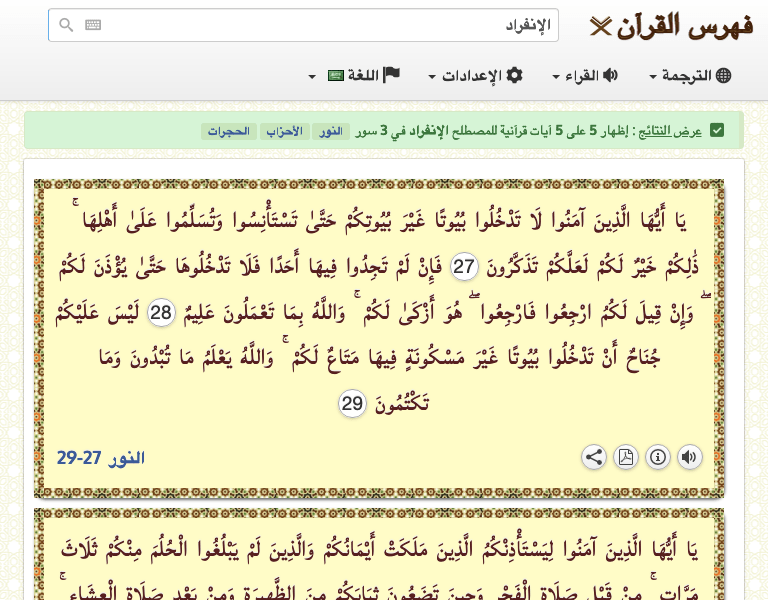 فهرس القرآن
الإنفراد
الترجمة القراء الإعدادات اللغة
عرض النتائج : إظهار 5 على 5 آيات قرآنية للمصطلح الإنفراد في 3 سور النور الأحزاب الحجرات
يَا أَيُّهَا الَّذِينَ آمَنُوا لَا تَدْخُلُوا بُيُوتًا غَيْرَ بُيُوتِكُمْ حَتَّىٰ تَسْتَأْنِسُوا وَتُسَلِّمُوا عَلَىٰ أَهْلِهَا ۚ
ذَٰلِكُمْ خَيْرٌ لَكُمْ لَعَلَّكُمْ تَذَكَّرُونَ 27 فَإِنْ لَمْ تَجِدُوا فِيهَا أَحَدًا فَلَا تَدْخُلُوهَا حَتَّىٰ يُؤْذَنَ لَكُمْ
ۖ وَإِنْ قِيلَ لَكُمُ ارْجِعُوا فَارْجِعُوا ۖ هُوَ أَزْكَىٰ لَكُمْ ۚ وَاللَّهُ بِمَا تَعْمَلُونَ عَلِيمٌ 28 لَيْسَ عَلَيْكُمْ
جُنَاحٌ أَنْ تَدْخُلُوا بُيُوتًا غَيْرَ مَسْكُونَةٍ فِيهَا مَتَاعٌ لَكُمْ ۚ وَاللَّهُ يَعْلَمُ مَا تُبْدُونَ وَمَا
تَكْتُمُونَ 29
النور 27-29
يَا أَيُّهَا الَّذِينَ آمَنُوا لِيَسْتَأْذِنْكُمُ الَّذِينَ مَلَكَتْ أَيْمَانُكُمْ وَالَّذِينَ لَمْ يَبْلُغُوا الْحُلُمَ مِنْكُمْ ثَلَاثَ
مَرَّاتٍ ۚ مِنْ قَبْلِ صَلَاةِ الْفَجْرِ وَحِينَ تَضَعُونَ ثِيَابَكُمْ مِنَ الظَّهِيرَةِ وَمِنْ بَعْدِ صَلَاةِ الْعِشَاءِ ۚ